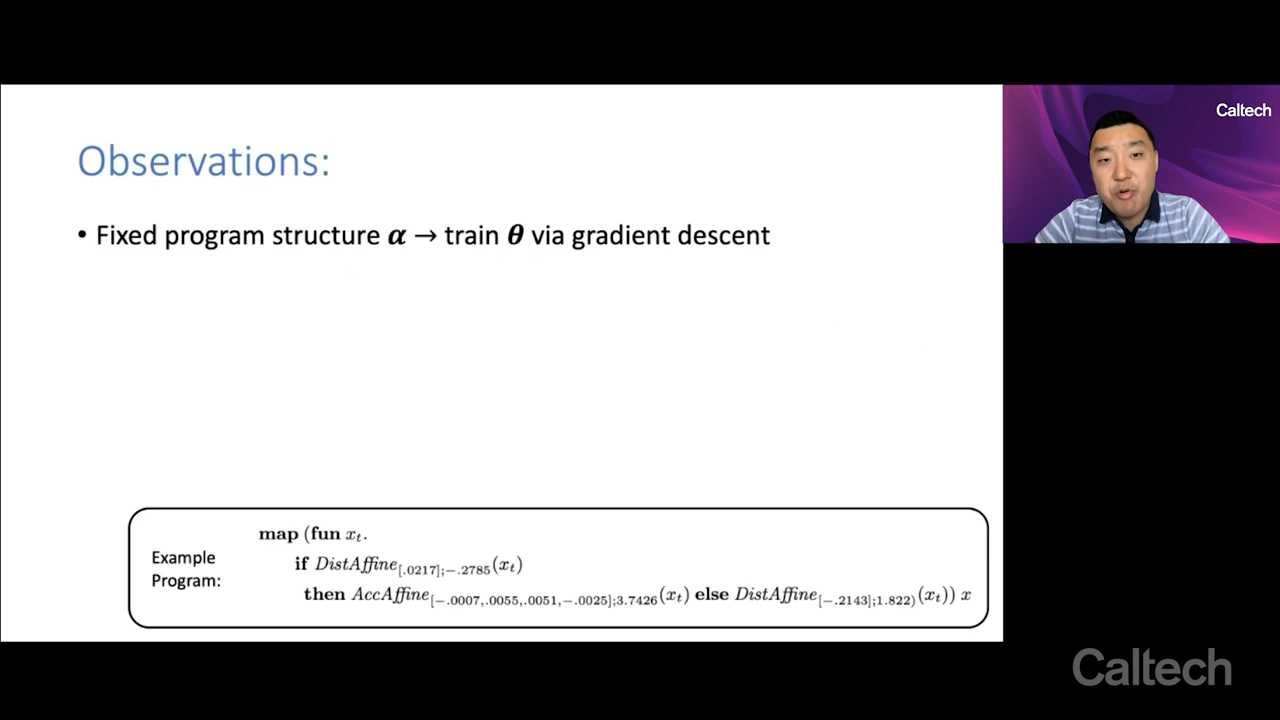 Caltech
Observations:
• Fixed program structure α → train θ via gradient descent
Example
Program:
map (fun x_t.
if DistAffine_[.0217];−.2785(x_t)
then AccAffine_[−.0007,.0055,.0051,−.0025];3.7426(x_t) else DistAffine_[−.2143];1.822)(x_t)) x
Caltech